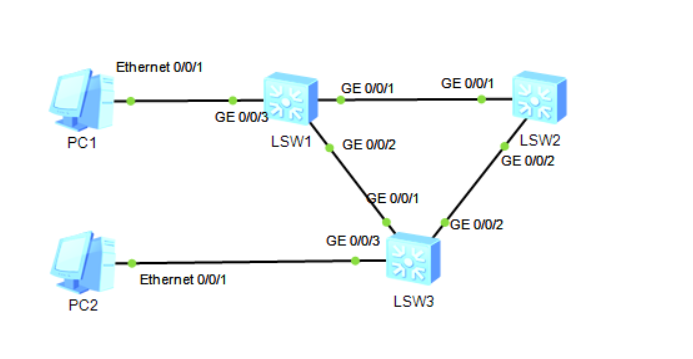 Ethernet 0/0/1
GE 0/0/1
GE 0/0/1
GE 0/0/3
PC1
LSW1
GE 0/0/2
LSW2
GE 0/0/2
GE 0/0/1
GE 0/0/2
GE 0/0/3
Ethernet 0/0/1
PC2
LSW3